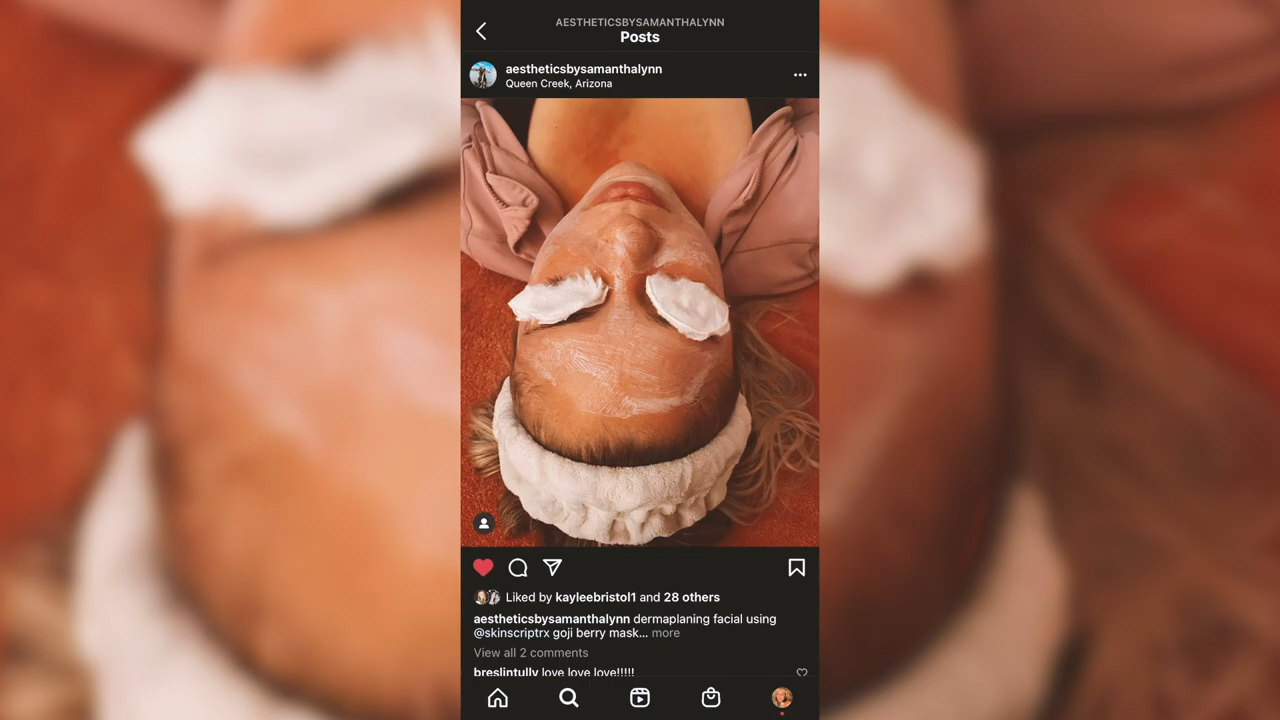 AESTHETICSBYSAMANTHALYNN
Posts
aestheticsbysamanthalynn
Queen Creek, Arizona
Liked by kayleebristol1 and 28 others
aestheticsbysamanthalynn dermaplaning facial using
@skinscriptrx goji berry mask... more
View all 2 comments
breslintully love love love!!!!!